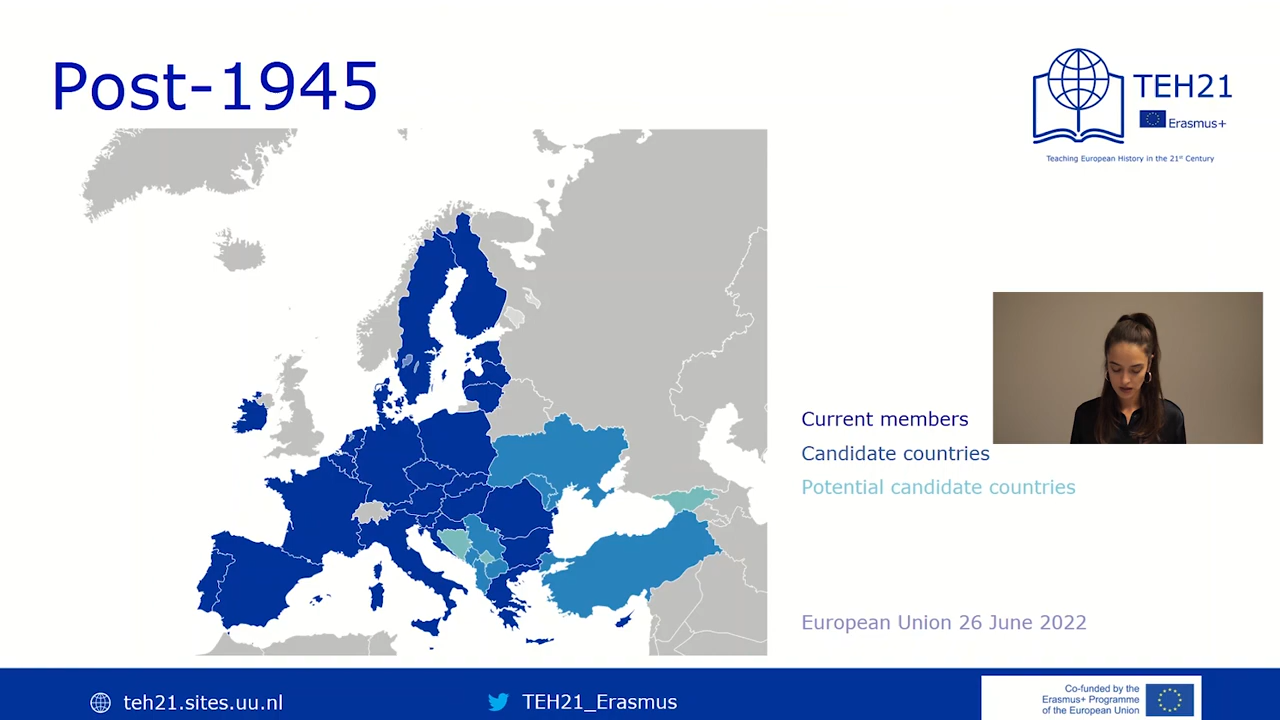 Post-1945
TEH21
Erasmus+
Teaching European History in the 21st Century
Current members
Candidate countries
Potential candidate countries
European Union 26 June 2022
teh21.sites.uu.nl
TEH21_Erasmus
Co-funded by the
Erasmus+ Programme
of the European Union